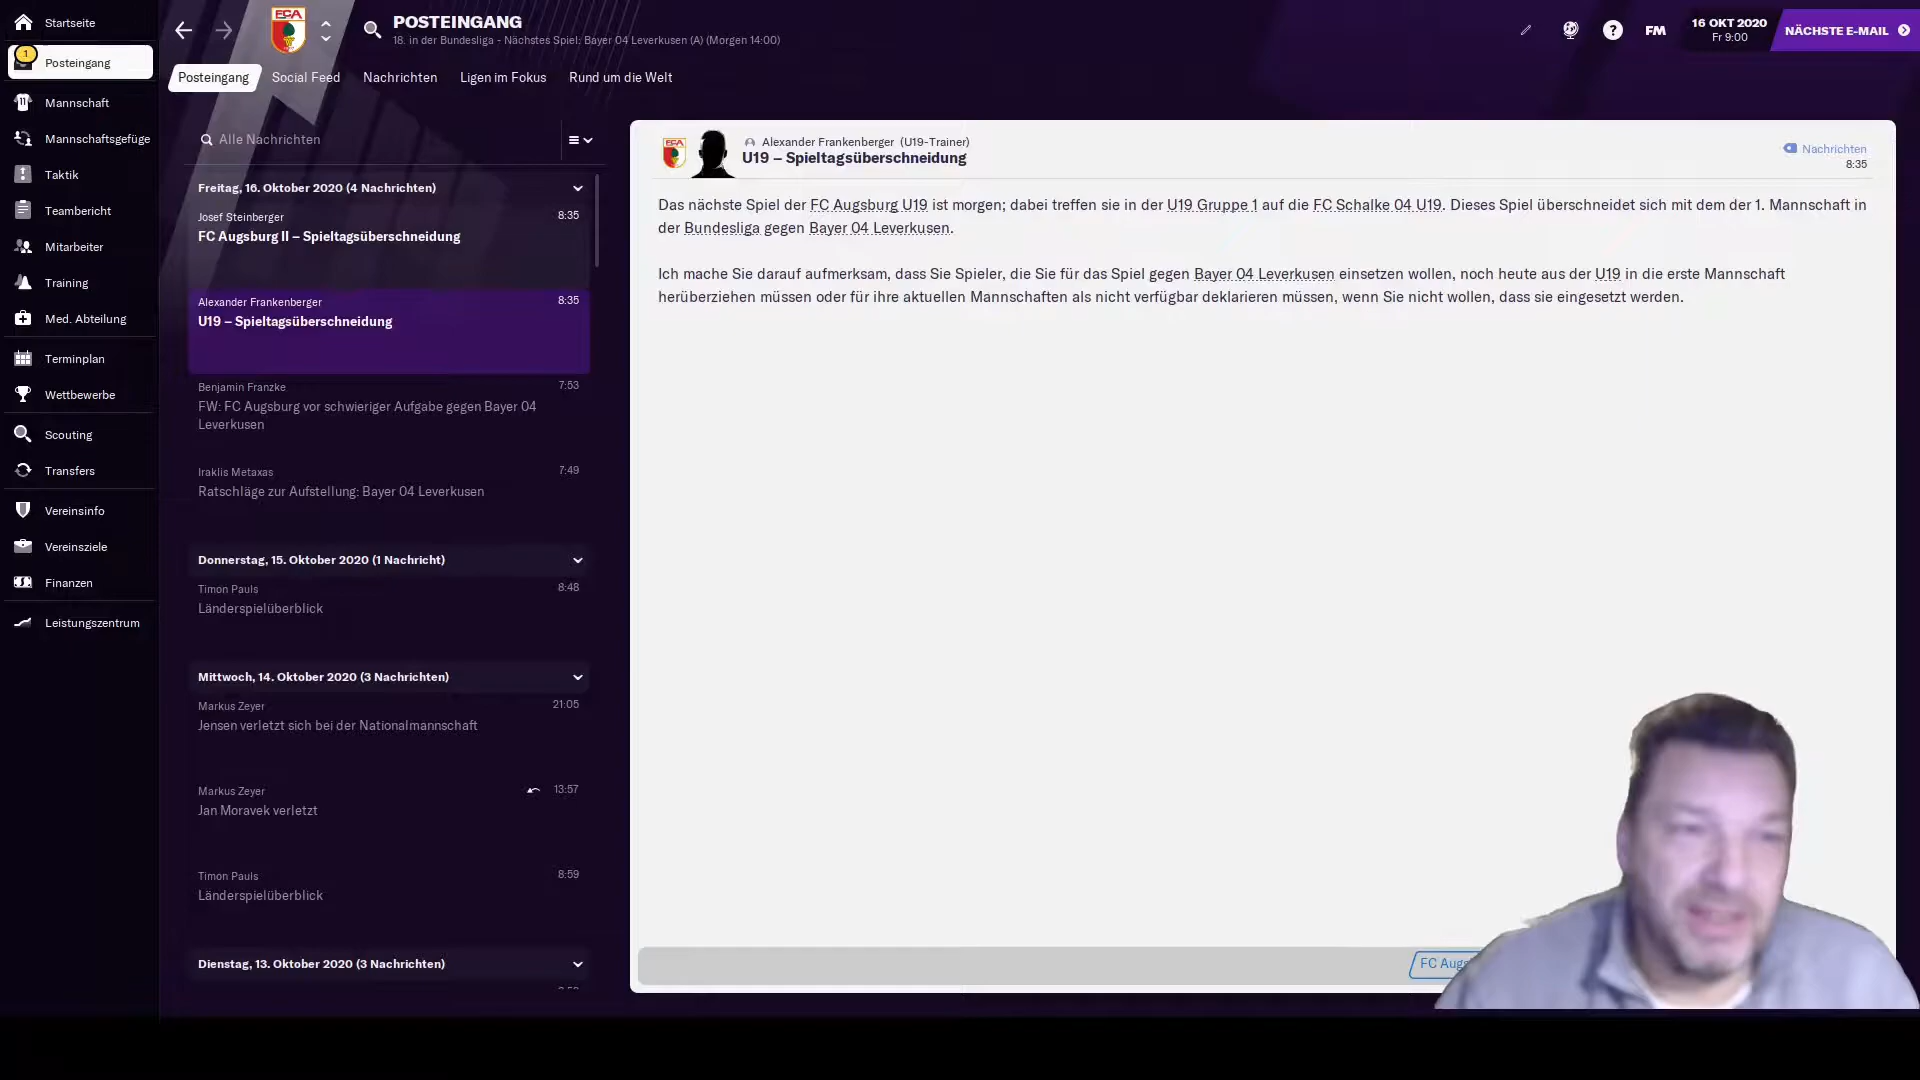 Startseite
1
Posteingang
Mannschaft
Mannschaftsgefüge
Taktik
Teambericht
Mitarbeiter
Training
Med. Abteilung
Terminplan
Wettbewerbe
Scouting
Transfers
Vereinsinfo
Vereinsziele
Finanzen
Leistungszentrum
FCA
POSTEINGANG
18. in der Bundesliga - Nächstes Spiel: Bayer 04 Leverkusen (A) (Morgen 14:00)
FM
16 OKT 2020
Fr 9:00
NÄCHSTE E-MAIL
Posteingang Social Feed Nachrichten Ligen im Fokus Rund um die Welt
Alle Nachrichten
Freitag, 16. Oktober 2020 (4 Nachrichten)
Josef Steinberger 8:35
FC Augsburg II – Spieltagsüberschneidung
Alexander Frankenberger 8:35
U19 – Spieltagsüberschneidung
Benjamin Franzke 7:53
FW: FC Augsburg vor schwieriger Aufgabe gegen Bayer 04
Leverkusen
Iraklis Metaxas 7:49
Ratschläge zur Aufstellung: Bayer 04 Leverkusen
Donnerstag, 15. Oktober 2020 (1 Nachricht)
Timon Pauls 8:48
Länderspielüberblick
Mittwoch, 14. Oktober 2020 (3 Nachrichten)
Markus Zeyer 21:05
Jensen verletzt sich bei der Nationalmannschaft
Markus Zeyer 13:57
Jan Moravek verletzt
Timon Pauls 8:59
Länderspielüberblick
Dienstag, 13. Oktober 2020 (3 Nachrichten)
FCA
Alexander Frankenberger (U19-Trainer)
U19 – Spieltagsüberschneidung
Nachrichten
8:35
Das nächste Spiel der FC Augsburg U19 ist morgen; dabei treffen sie in der U19 Gruppe 1 auf die FC Schalke 04 U19. Dieses Spiel überschneidet sich mit dem der 1. Mannschaft in
der Bundesliga gegen Bayer 04 Leverkusen.
Ich mache Sie darauf aufmerksam, dass Sie Spieler, die Sie für das Spiel gegen Bayer 04 Leverkusen einsetzen wollen, noch heute aus der U19 in die erste Mannschaft
herüberziehen müssen oder für ihre aktuellen Mannschaften als nicht verfügbar deklarieren müssen, wenn Sie nicht wollen, dass sie eingesetzt werden.
FC Augs